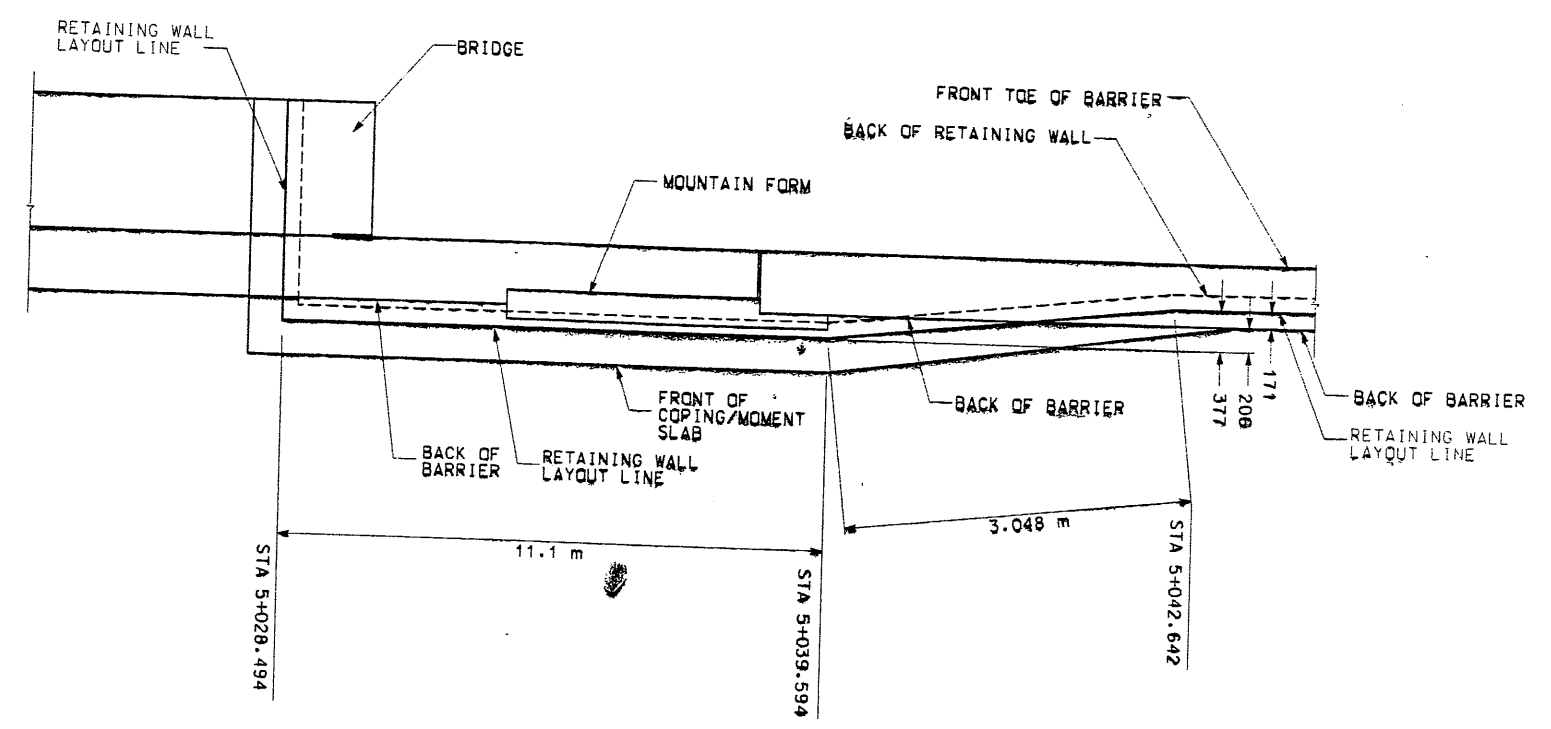 RETAINING WALL
LAYOUT LINE
BRIDGE
FRONT TOE OF BARRIER
BACK OF RETAINING WALL
MOUNTAIN FORM
171
206
377
BACK OF BARRIER
RETAINING WALL
LAYOUT LINE
BACK OF BARRIER
FRONT OF
COPING/MOMENT
SLAB
BACK OF
BARRIER
RETAINING WALL
LAYOUT LINE
3.048 m
11.1 m
STA 5+028.494
STA 5+039.594
STA 5+042.642